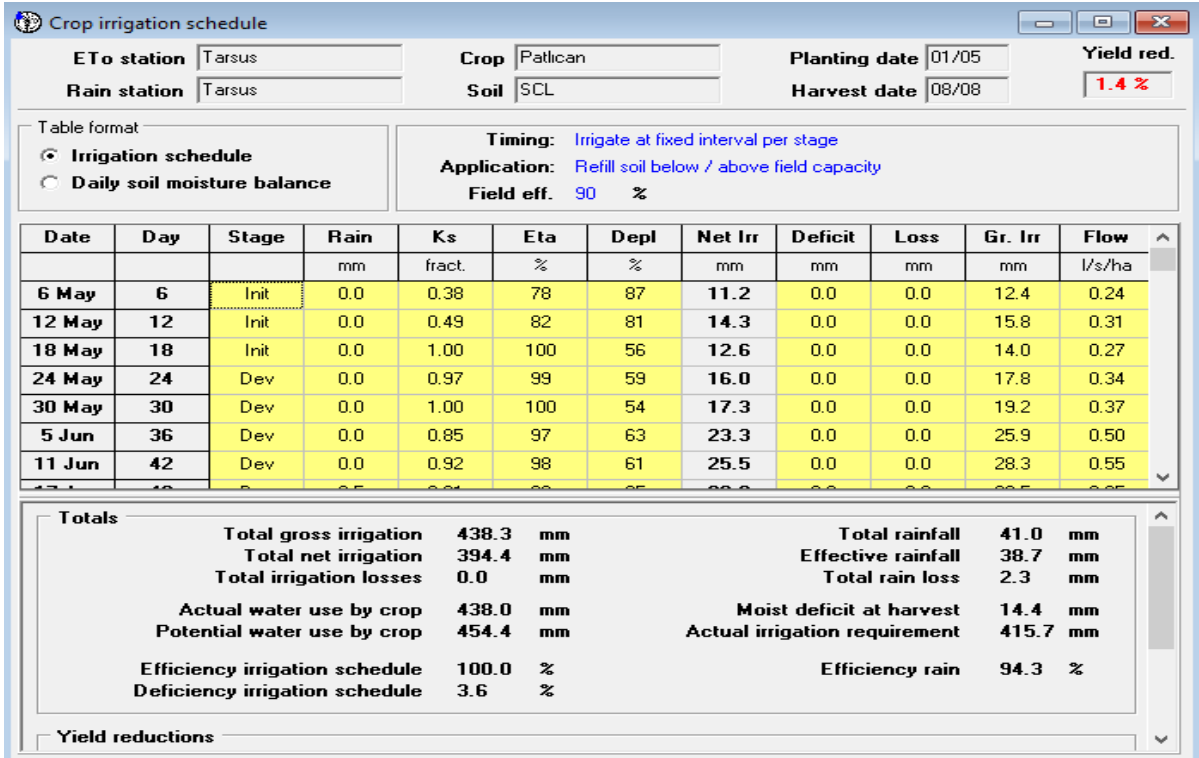 Crop irrigation schedule
ETo station Tarsus Crop Patlıcan Planting date 01/05 Yield red.
Rain station Tarsus Soil SCL Harvest date 08/08 1.4 %
Table format
Irrigation schedule
Daily soil moisture balance
Timing: Irrigate at fixed interval per stage
Application: Refill soil below / above field capacity
Field eff. 90 %
Date Day Stage Rain Ks Eta Depl Net Irr Deficit Loss Gr. Irr Flow
mm fract. % % mm mm mm mm l/s/ha
6 May 6 Init 0.0 0.38 78 87 11.2 0.0 0.0 12.4 0.24
12 May 12 Init 0.0 0.49 82 81 14.3 0.0 0.0 15.8 0.31
18 May 18 Init 0.0 1.00 100 56 12.6 0.0 0.0 14.0 0.27
24 May 24 Dev 0.0 0.97 99 59 16.0 0.0 0.0 17.8 0.34
30 May 30 Dev 0.0 1.00 100 54 17.3 0.0 0.0 19.2 0.37
5 Jun 36 Dev 0.0 0.85 97 63 23.3 0.0 0.0 25.9 0.50
11 Jun 42 Dev 0.0 0.92 98 61 25.5 0.0 0.0 28.3 0.55
Totals
Total gross irrigation 438.3 mm Total rainfall 41.0 mm
Total net irrigation 394.4 mm Effective rainfall 38.7 mm
Total irrigation losses 0.0 mm Total rain loss 2.3 mm
Actual water use by crop 438.0 mm Moist deficit at harvest 14.4 mm
Potential water use by crop 454.4 mm Actual irrigation requirement 415.7 mm
Efficiency irrigation schedule 100.0 % Efficiency rain 94.3 %
Deficiency irrigation schedule 3.6 %
Yield reductions